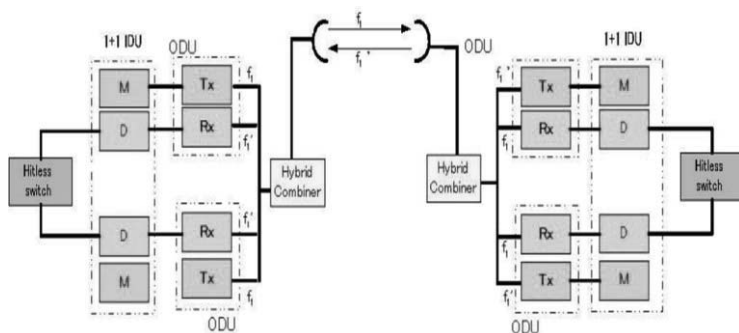 1+1 IDU
ODU
f₁
f₁'
ODU
1+1 IDU
M
Tx
f₁
f₁'
Tx
M
D
Rx
f₁'
f₁
Rx
D
Hitless switch
Hybrid Combiner
Hybrid Combiner
Hitless switch
D
Rx
f₁'
f₁
Rx
D
M
Tx
f₁
f₁'
Tx
M
ODU
ODU